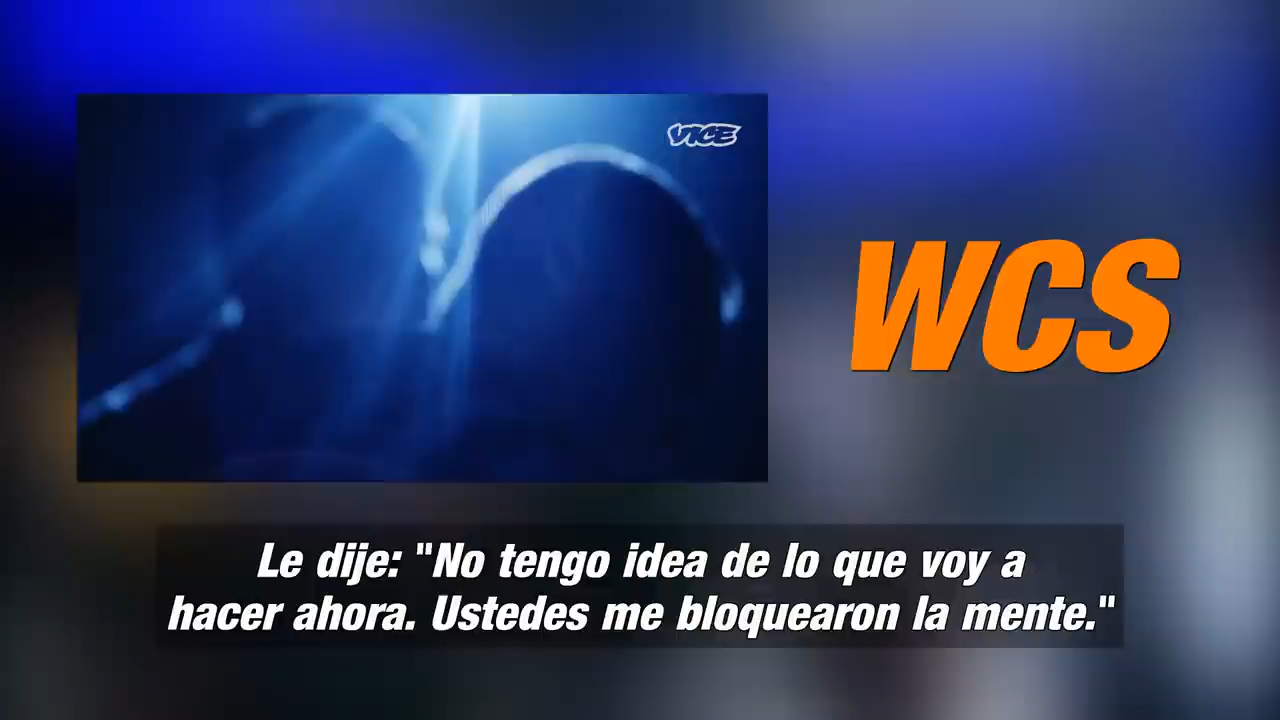 VICE
WCS
Le dije: "No tengo idea de lo que voy a
hacer ahora. Ustedes me bloquearon la mente."